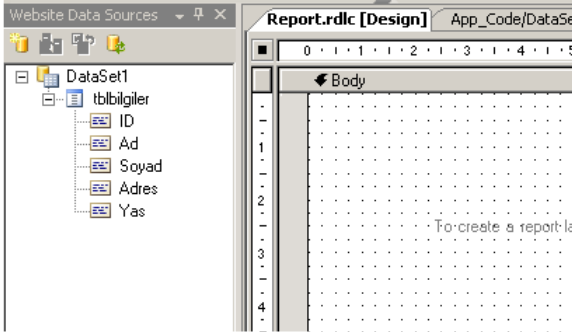 Website Data Sources
DataSet1
tblbilgiler
ID
Ad
Soyad
Adres
Yas
Report.rdlc [Design]
App_Code/DataSe
0 1 2 3 4 5
Body
1
2
To create a report la
3
4